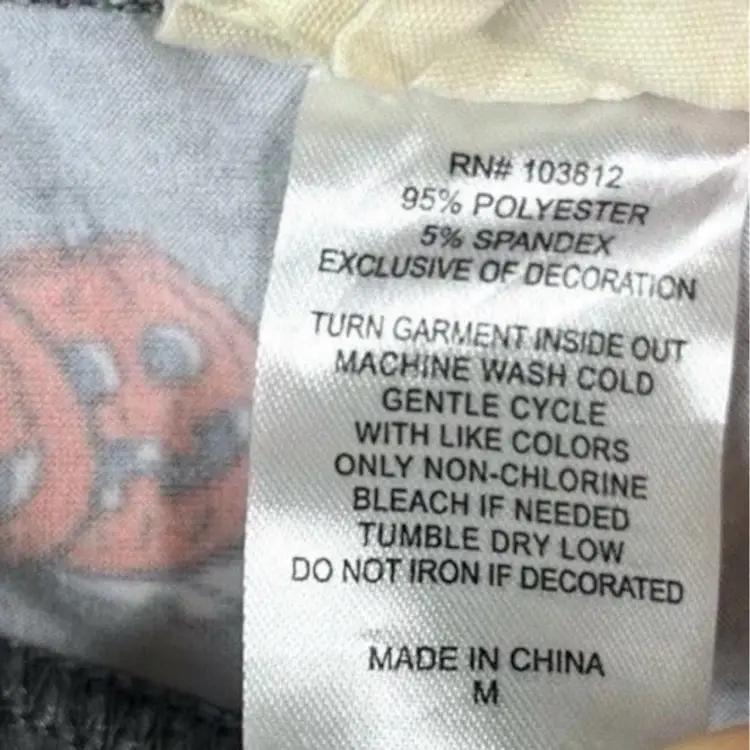 RN# 103812
95% POLYESTER
5% SPANDEX
EXCLUSIVE OF DECORATION
TURN GARMENT INSIDE OUT
MACHINE WASH COLD
GENTLE CYCLE
WITH LIKE COLORS
ONLY NON-CHLORINE
BLEACH IF NEEDED
TUMBLE DRY LOW
DO NOT IRON IF DECORATED
MADE IN CHINA
M